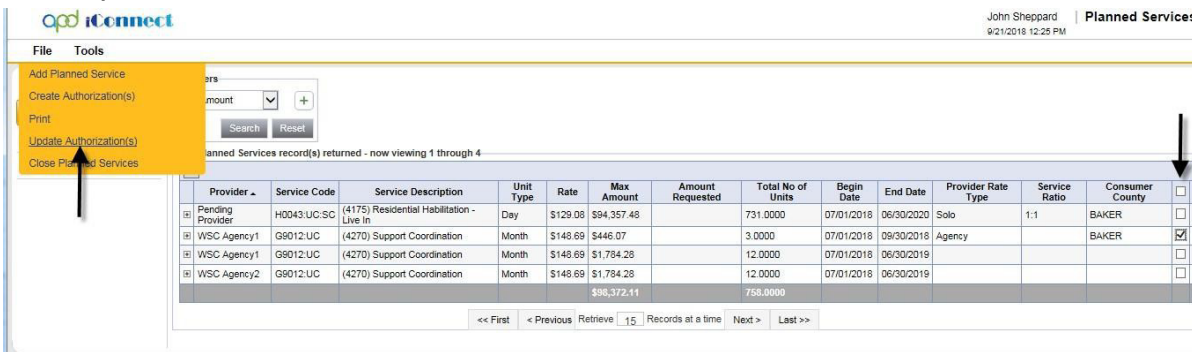 apd iConnect
John Sheppard | Planned Services
9/21/2018 12:25 PM
File Tools
Add Planned Service
Create Authorization(s)
Print
Update Authorization(s)
Close Planned Services
Search Reset
Planned Services record(s) returned - now viewing 1 through 4
Provider Service Code Service Description Unit Type Rate Max Amount Amount Requested Total No of Units Begin Date End Date Provider Rate Type Service Ratio Consumer County
Pending Provider H0043:UC:SC (4175) Residential Habilitation - Live In Day $129.08 $94,357.48 731.0000 07/01/2018 06/30/2020 Solo 1:1 BAKER
WSC Agency1 G9012:UC (4270) Support Coordination Month $148.69 $446.07 3.0000 07/01/2018 09/30/2018 Agency BAKER
WSC Agency1 G9012:UC (4270) Support Coordination Month $148.69 $1,784.28 12.0000 07/01/2018 06/30/2019
WSC Agency2 G9012:UC (4270) Support Coordination Month $148.69 $1,784.28 12.0000 07/01/2018 06/30/2019
$98,372.11 758.0000
<< First < Previous Retrieve 15 Records at a time Next > Last >>